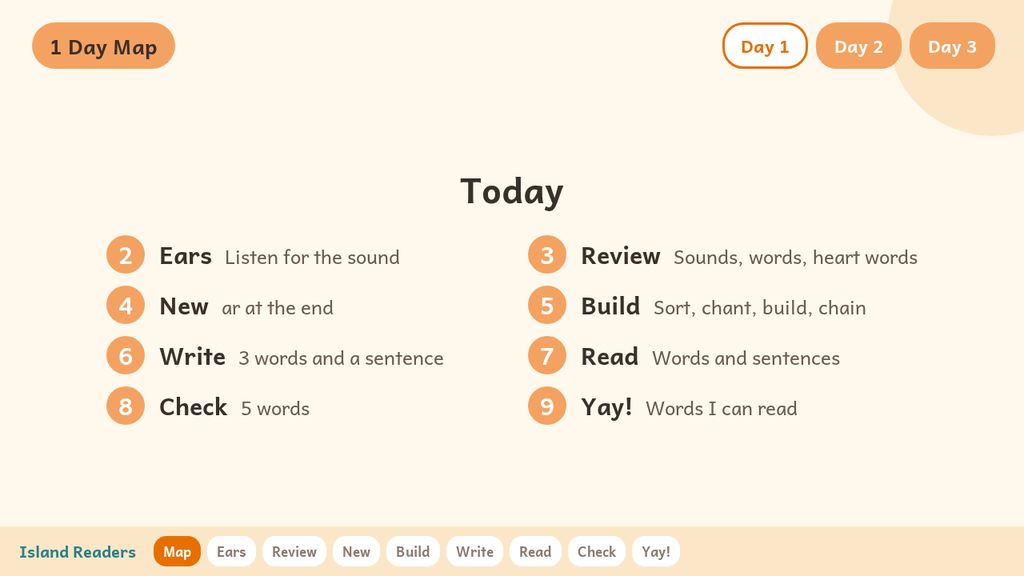 1 Day Map
Day 1 Day 2 Day 3
Today
2 Ears Listen for the sound
3 Review Sounds, words, heart words
4 New ar at the end
5 Build Sort, chant, build, chain
6 Write 3 words and a sentence
7 Read Words and sentences
8 Check 5 words
9 Yay! Words I can read
Island Readers Map Ears Review New Build Write Read Check Yay!